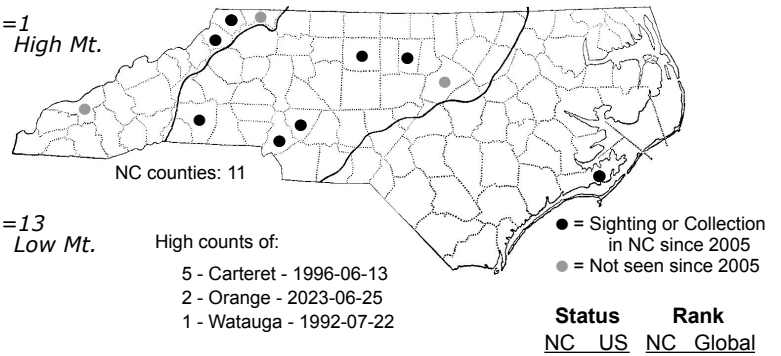 =1
High Mt.
NC counties: 11
=13
Low Mt.
High counts of:
5 - Carteret - 1996-06-13
2 - Orange - 2023-06-25
1 - Watauga - 1992-07-22
● = Sighting or Collection
in NC since 2005
● = Not seen since 2005
Status Rank
NC US NC Global